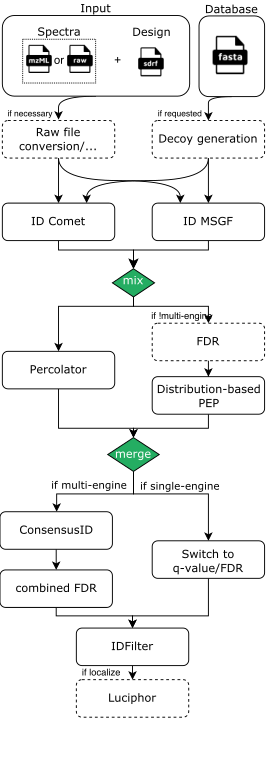 Input
Database
Spectra
Design
mzML or raw + sdrf
fasta
if necessary
if requested
Raw file
conversion/...
Decoy generation
ID Comet
ID MSGF
mix
if !multi-engine
FDR
Percolator
Distribution-based
PEP
merge
if multi-engine
if single-engine
ConsensusID
Switch to
q-value/FDR
combined FDR
IDFilter
if localize
Luciphor